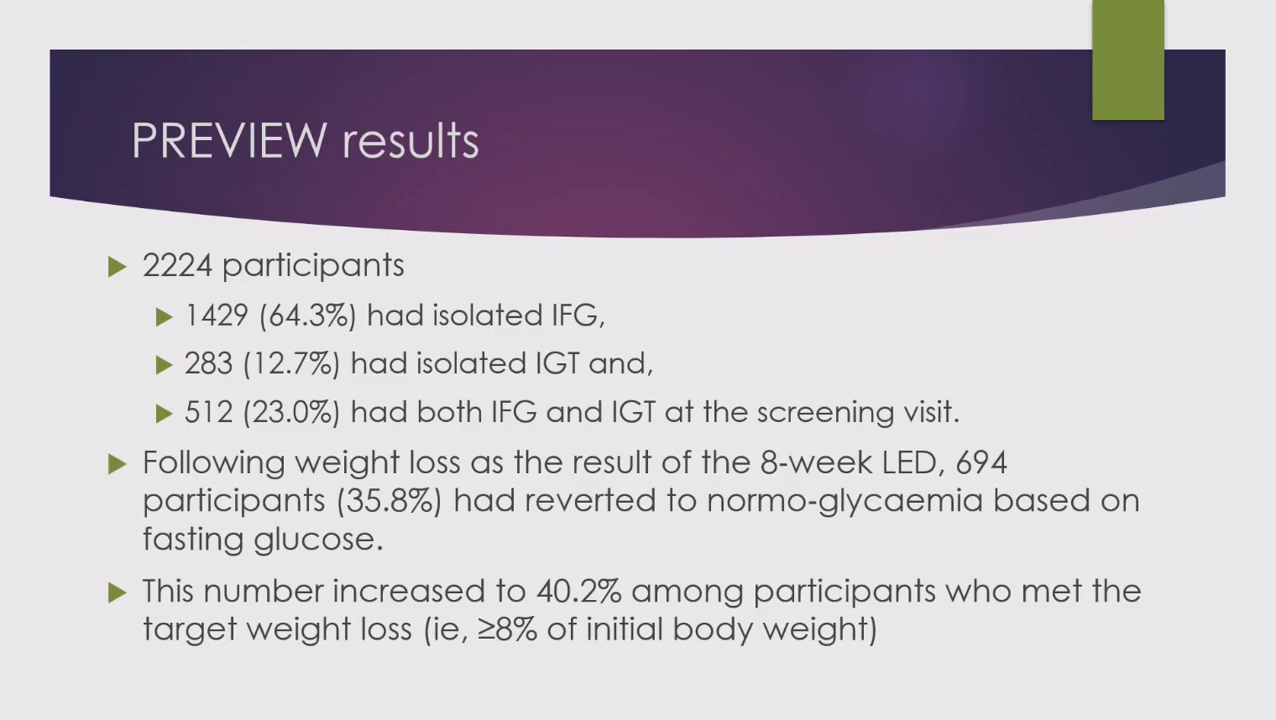 PREVIEW results
2224 participants
1429 (64.3%) had isolated IFG,
283 (12.7%) had isolated IGT and,
512 (23.0%) had both IFG and IGT at the screening visit.
Following weight loss as the result of the 8-week LED, 694
participants (35.8%) had reverted to normo-glycaemia based on
fasting glucose.
This number increased to 40.2% among participants who met the
target weight loss (ie, ≥8% of initial body weight)